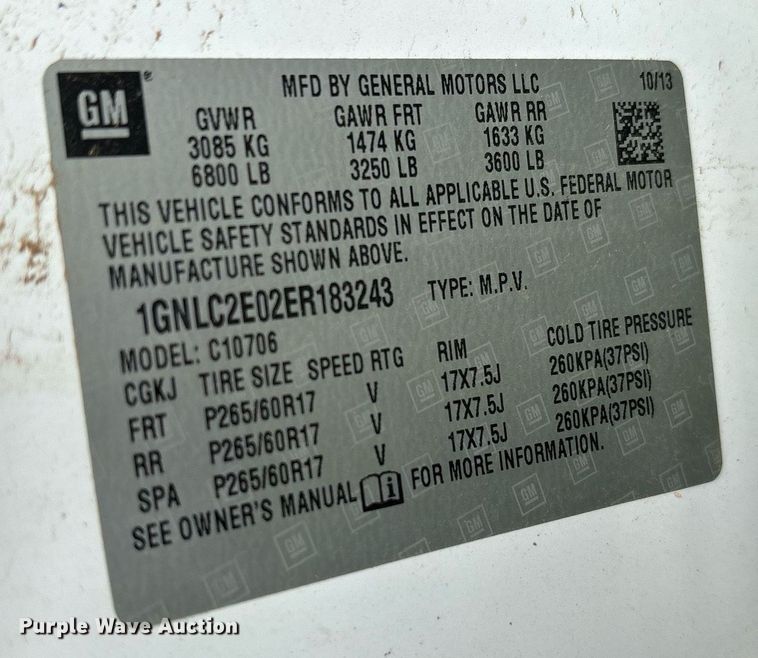 GM®
MFD BY GENERAL MOTORS LLC 10/13
GVWR GAWR FRT GAWR RR
3085 KG 1474 KG 1633 KG
6800 LB 3250 LB 3600 LB
THIS VEHICLE CONFORMS TO ALL APPLICABLE U.S. FEDERAL MOTOR
VEHICLE SAFETY STANDARDS IN EFFECT ON THE DATE OF
MANUFACTURE SHOWN ABOVE.
1GNLC2E02ER183243 TYPE: M.P.V.
MODEL: C10706
CGKJ TIRE SIZE SPEED RTG RIM COLD TIRE PRESSURE
FRT P265/60R17 V 17X7.5J 260KPA(37PSI)
RR P265/60R17 V 17X7.5J 260KPA(37PSI)
SPA P265/60R17 V 17X7.5J 260KPA(37PSI)
SEE OWNER'S MANUAL i FOR MORE INFORMATION.
Purple Wave Auction